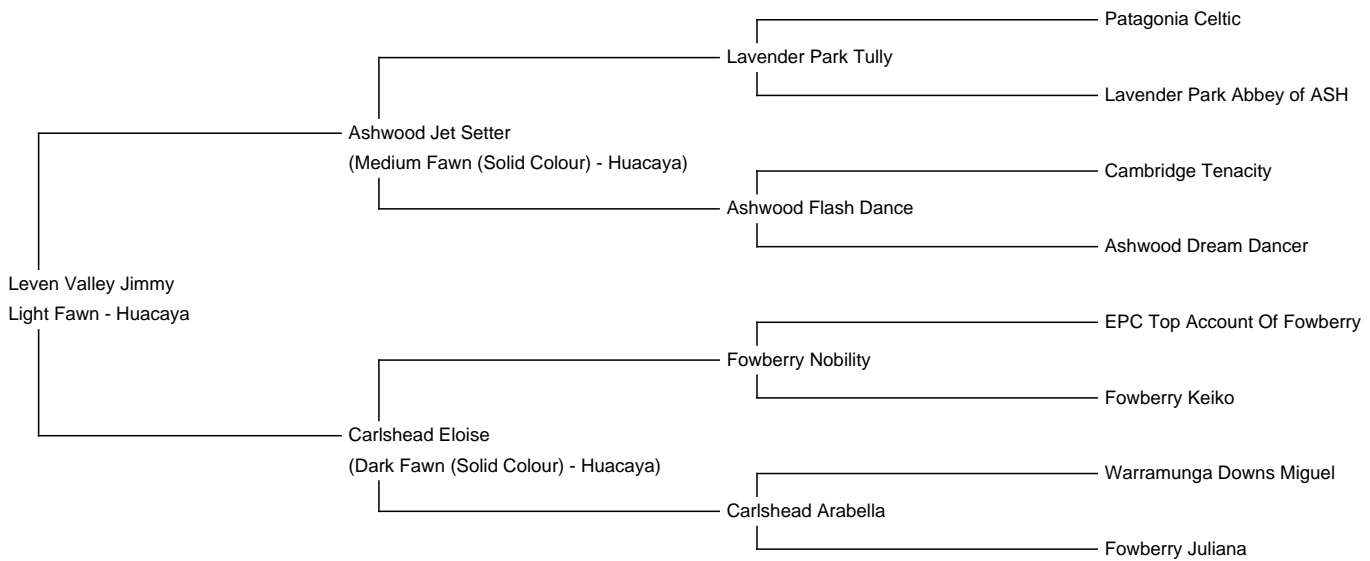 Patagonia Celtic
Lavender Park Tully
Lavender Park Abbey of ASH
Ashwood Jet Setter
(Medium Fawn (Solid Colour) - Huacaya)
Cambridge Tenacity
Ashwood Flash Dance
Ashwood Dream Dancer
Leven Valley Jimmy
Light Fawn - Huacaya
EPC Top Account Of Fowberry
Fowberry Nobility
Fowberry Keiko
Carlshead Eloise
(Dark Fawn (Solid Colour) - Huacaya)
Warramunga Downs Miguel
Carlshead Arabella
Fowberry Juliana